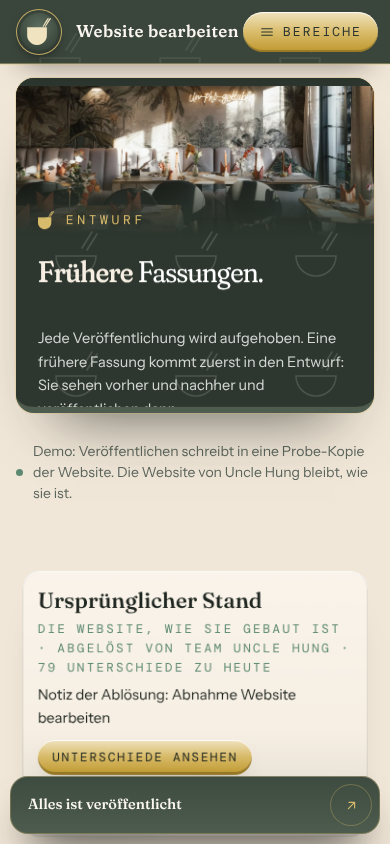 Website bearbeiten
BEREICHE
ENTWURF
Frühere Fassungen.
Jede Veröffentlichung wird aufgehoben. Eine
frühere Fassung kommt zuerst in den Entwurf:
Sie sehen vorher und nachher und
veröffentlichen dann.
Demo: Veröffentlichen schreibt in eine Probe-Kopie
der Website. Die Website von Uncle Hung bleibt, wie
sie ist.
Ursprünglicher Stand
DIE WEBSITE, WIE SIE GEBAUT IST
· ABGELÖST VON TEAM UNCLE HUNG ·
79 UNTERSCHIEDE ZU HEUTE
Notiz der Ablösung: Abnahme Website
bearbeiten
UNTERSCHIEDE ANSEHEN
Alles ist veröffentlicht